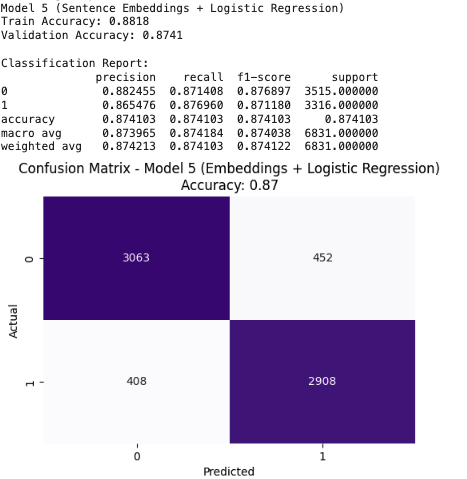 Model 5 (Sentence Embeddings + Logistic Regression)
Train Accuracy: 0.8818
Validation Accuracy: 0.8741
Classification Report:
precision recall f1-score support
0 0.882455 0.871408 0.876897 3515.000000
1 0.865476 0.876960 0.871180 3316.000000
accuracy 0.874103 0.874103 0.874103 0.874103
macro avg 0.873965 0.874184 0.874038 6831.000000
weighted avg 0.874213 0.874103 0.874122 6831.000000
Confusion Matrix - Model 5 (Embeddings + Logistic Regression)
Accuracy: 0.87
Actual
0
3063 452
1
408 2908
0 1
Predicted